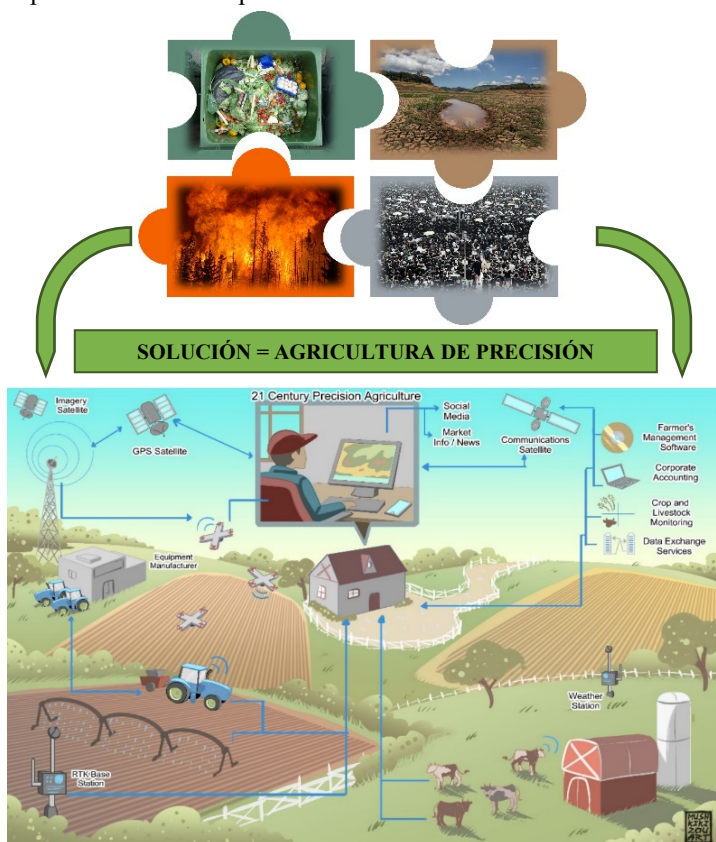 SOLUCIÓN = AGRICULTURA DE PRECISIÓN
Imagery
Satellite
GPS Satellite
21 Century Precision Agriculture
Social
Media
Market
Info / News
Communications
Satellite
Farmer's
Management
Software
Corporate
Accounting
Crop and
Livestock
Monitoring
Data Exchange
Services
Equipment
Manufacturer
Weather
Station
RTK Base
Station